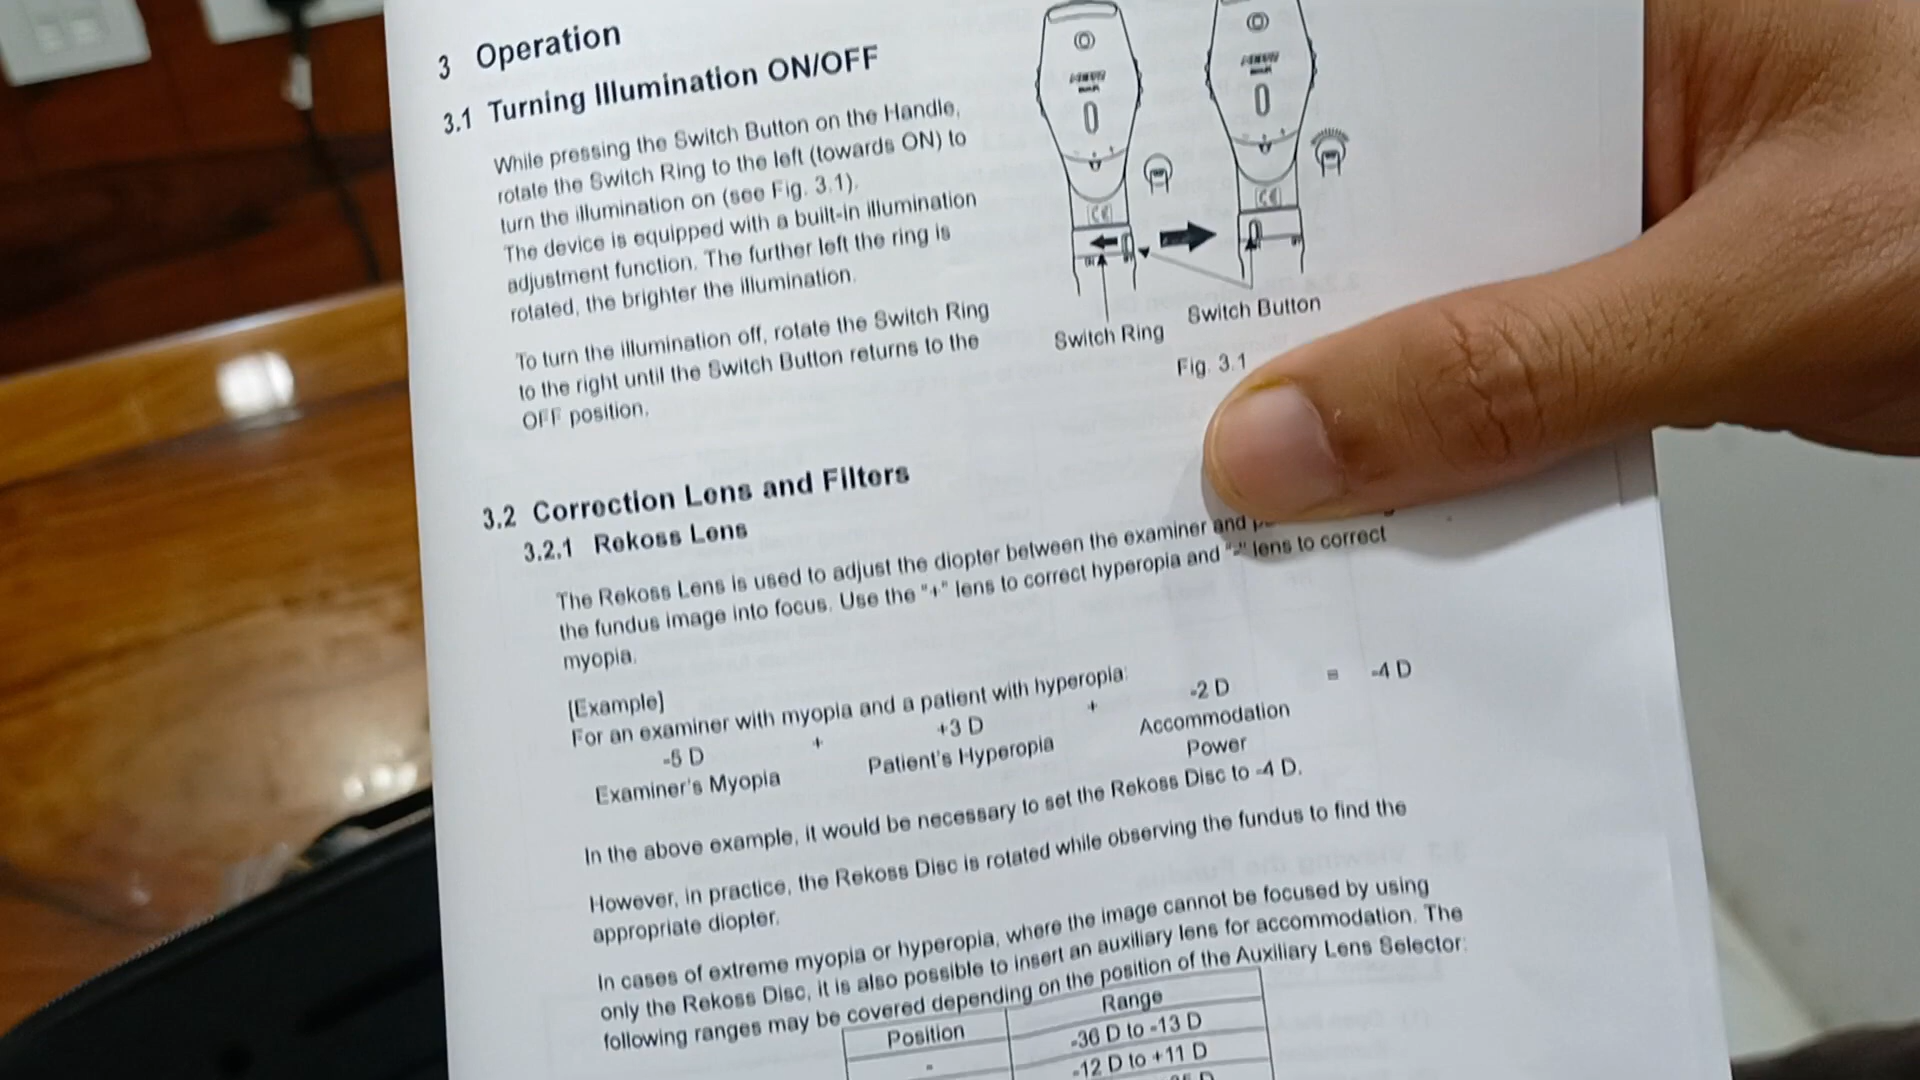 3 Operation
3.1 Turning Illumination ON/OFF
While pressing the Switch Button on the Handle,
rotate the Switch Ring to the left (towards ON) to
turn the illumination on (see Fig. 3.1).
The device is equipped with a built-in illumination
adjustment function. The further left the ring is
rotated, the brighter the illumination.
To turn the illumination off, rotate the Switch Ring
to the right until the Switch Button returns to the
OFF position.
Switch Ring
Switch Button
Fig. 3.1
3.2 Correction Lens and Filters
3.2.1 Rekoss Lens
The Rekoss Lens is used to adjust the diopter between the examiner and
the fundus image into focus. Use the "+" lens to correct hyperopia and "-" lens to correct
myopia.
[Example]
For an examiner with myopia and a patient with hyperopia:
-5 D + +3 D + -2 D = -4 D
Examiner's Myopia Patient's Hyperopia Accommodation
Power
In the above example, it would be necessary to set the Rekoss Disc to -4 D.
However, in practice, the Rekoss Disc is rotated while observing the fundus to find the
appropriate diopter.
In cases of extreme myopia or hyperopia, where the image cannot be focused by using
only the Rekoss Disc, it is also possible to insert an auxiliary lens for accommodation. The
following ranges may be covered depending on the position of the Auxiliary Lens Selector:
Position Range
- -36 D to -13 D
-12 D to +11 D